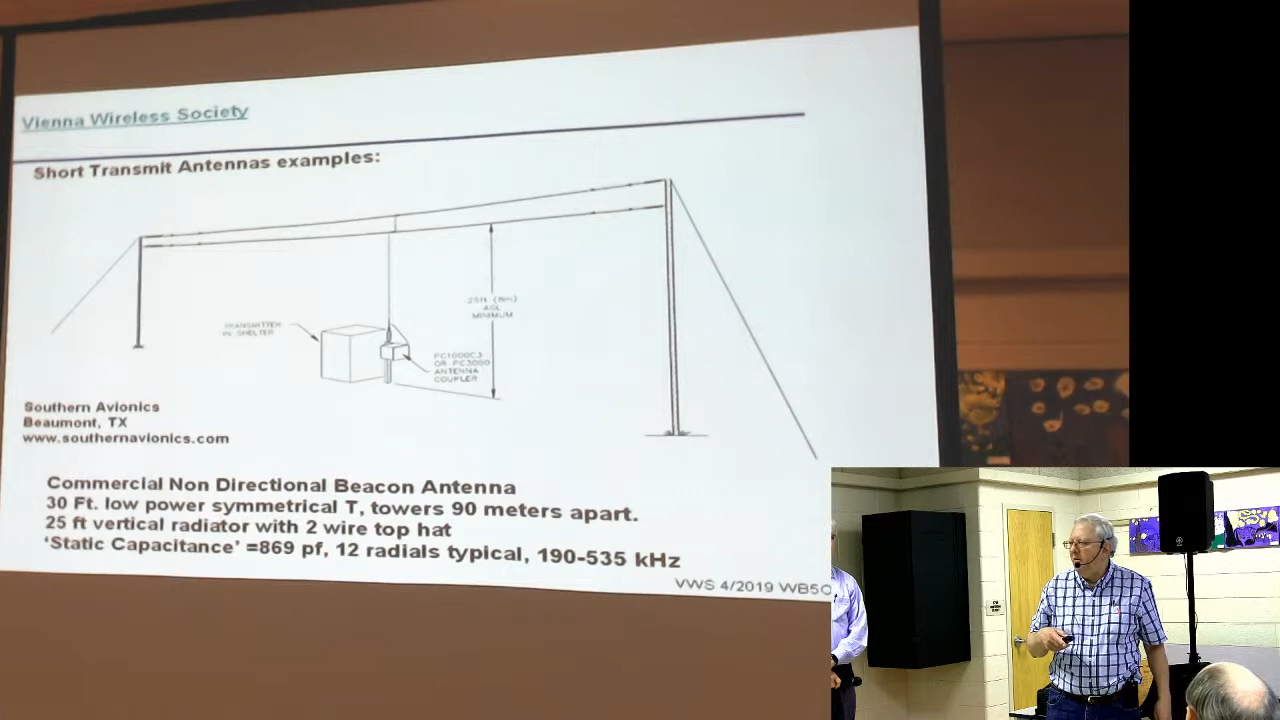 Vienna Wireless Society
Short Transmit Antennas examples:
25ft (8m)
AGL
MINIMUM
TRANSMITTER
IN SHELTER
PC1000C3
OR PC3000
ANTENNA
COUPLER
Southern Avionics
Beaumont, TX
www.southernavionics.com
Commercial Non Directional Beacon Antenna
30 Ft. low power symmetrical T, towers 90 meters apart.
25 ft vertical radiator with 2 wire top hat
‘Static Capacitance’ =869 pf, 12 radials typical, 190-535 kHz
VWS 4/2019